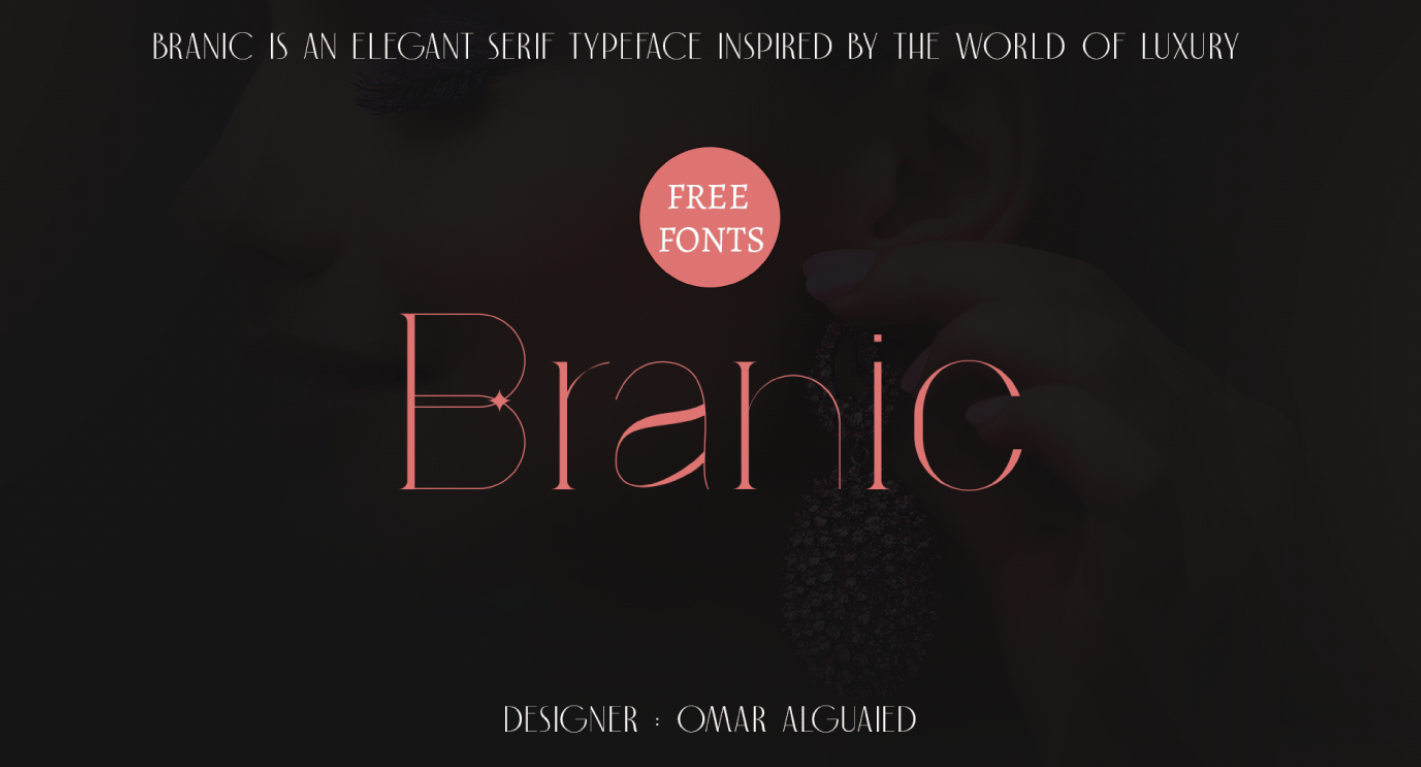 BRANIC IS AN ELEGANT SERIF TYPEFACE INSPIRED BY THE WORLD OF LUXURY
FREE
FONTS
Branic
DESIGNER : OMAR ALGUAIED